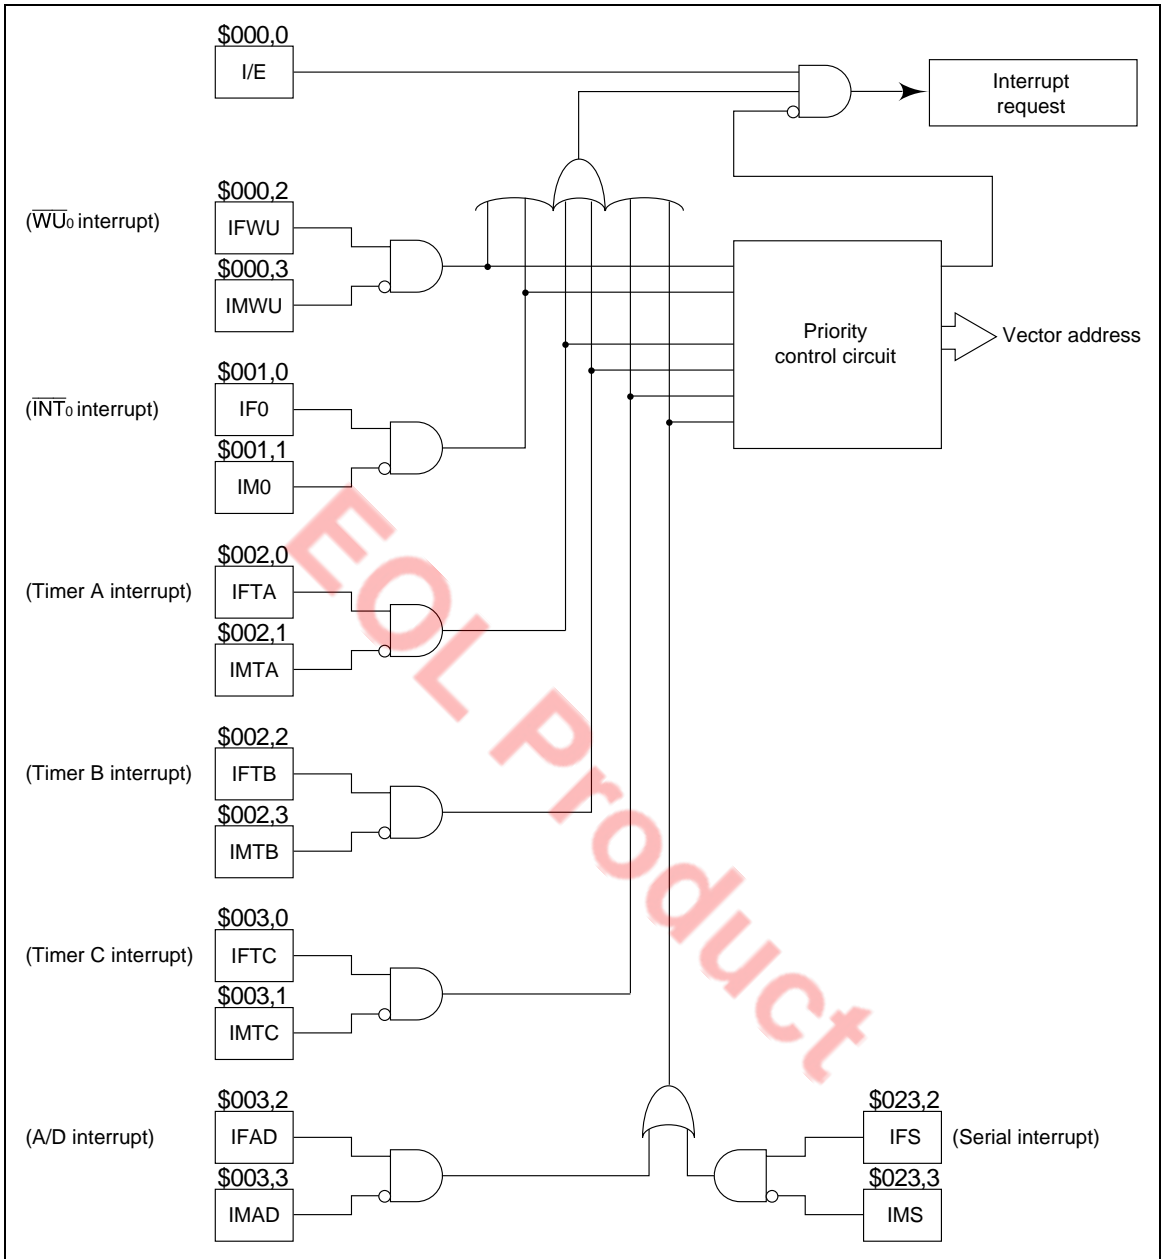 $000,0
I/E
Interrupt
request
$000,2
(W̅U̅0 interrupt)
IFWU
$000,3
IMWU
Priority
control circuit
Vector address
$001,0
(I̅N̅T̅0 interrupt)
IF0
$001,1
IM0
$002,0
(Timer A interrupt)
IFTA
$002,1
IMTA
$002,2
(Timer B interrupt)
IFTB
$002,3
IMTB
$003,0
(Timer C interrupt)
IFTC
$003,1
IMTC
$003,2
(A/D interrupt)
IFAD
$003,3
IMAD
$023,2
IFS
(Serial interrupt)
$023,3
IMS
EOL Product